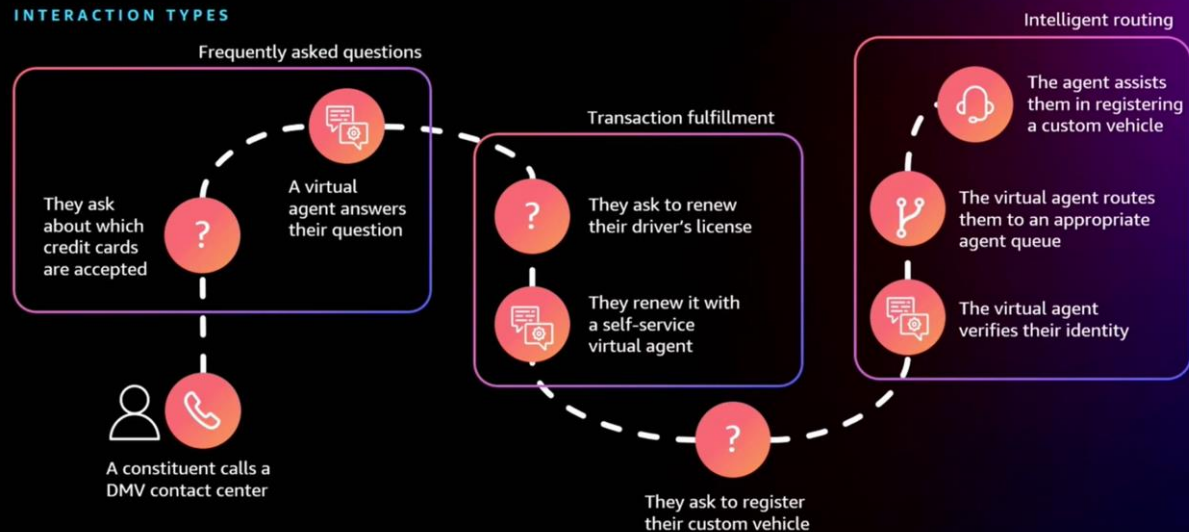 INTERACTION TYPES
Frequently asked questions
They ask
about which
credit cards
are accepted
?
A virtual
agent answers
their question
A constituent calls a
DMV contact center
Transaction fulfillment
?
They ask to renew
their driver's license
They renew it with
a self-service
virtual agent
?
They ask to register
their custom vehicle
Intelligent routing
The agent assists
them in registering
a custom vehicle
The virtual agent routes
them to an appropriate
agent queue
The virtual agent
verifies their identity